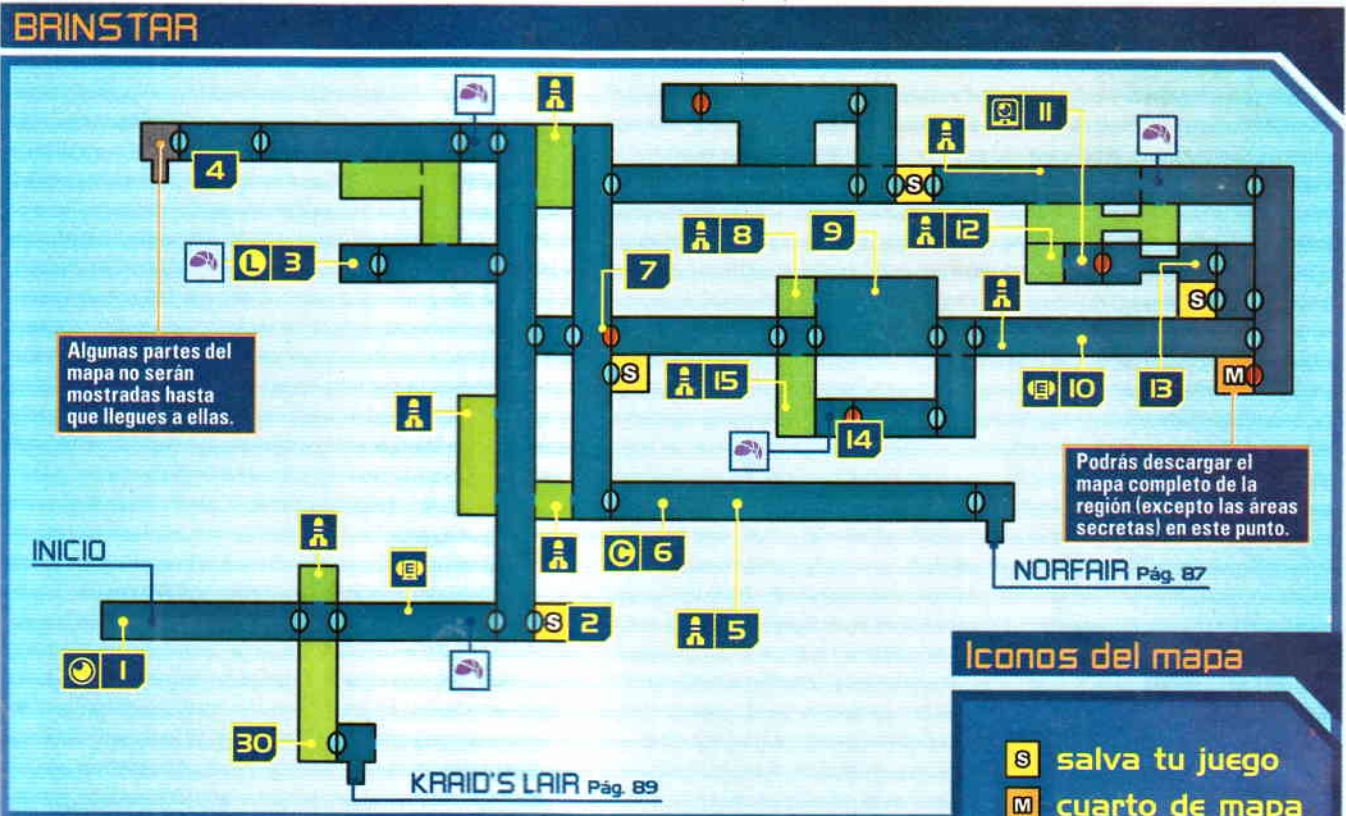 BRINSTAR
II
4
8
9
12
L 3
7
S
S
Algunas partes del
mapa no serán
mostradas hasta
que llegues a ellas.
S
15
10
13
M
14
Podrás descargar el
mapa completo de la
región (excepto las áreas
secretas) en este punto.
INICIO
C 6
NORFAIR Pág. 87
S 2
5
1
Iconos del mapa
30
S salva tu juego
KRAID'S LAIR Pág. 89
M cuarto de mapa